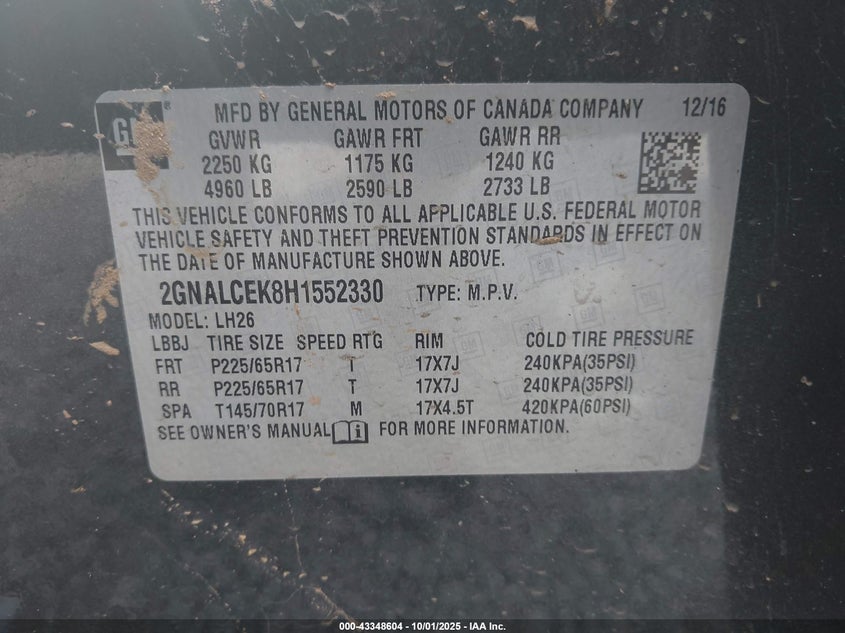 GM ® MFD BY GENERAL MOTORS OF CANADA COMPANY 12/16
GVWR GAWR FRT GAWR RR
2250 KG 1175 KG 1240 KG
4960 LB 2590 LB 2733 LB
THIS VEHICLE CONFORMS TO ALL APPLICABLE U.S. FEDERAL MOTOR
VEHICLE SAFETY AND THEFT PREVENTION STANDARDS IN EFFECT ON
THE DATE OF MANUFACTURE SHOWN ABOVE.
2GNALCEK8H1552330 TYPE: M.P.V.
MODEL: LH26
LBBJ TIRE SIZE SPEED RTG RIM COLD TIRE PRESSURE
FRT P225/65R17 T 17X7J 240KPA(35PSI)
RR P225/65R17 T 17X7J 240KPA(35PSI)
SPA T145/70R17 M 17X4.5T 420KPA(60PSI)
SEE OWNER'S MANUAL i FOR MORE INFORMATION.
000-43348604 - 10/01/2025 - IAA Inc.